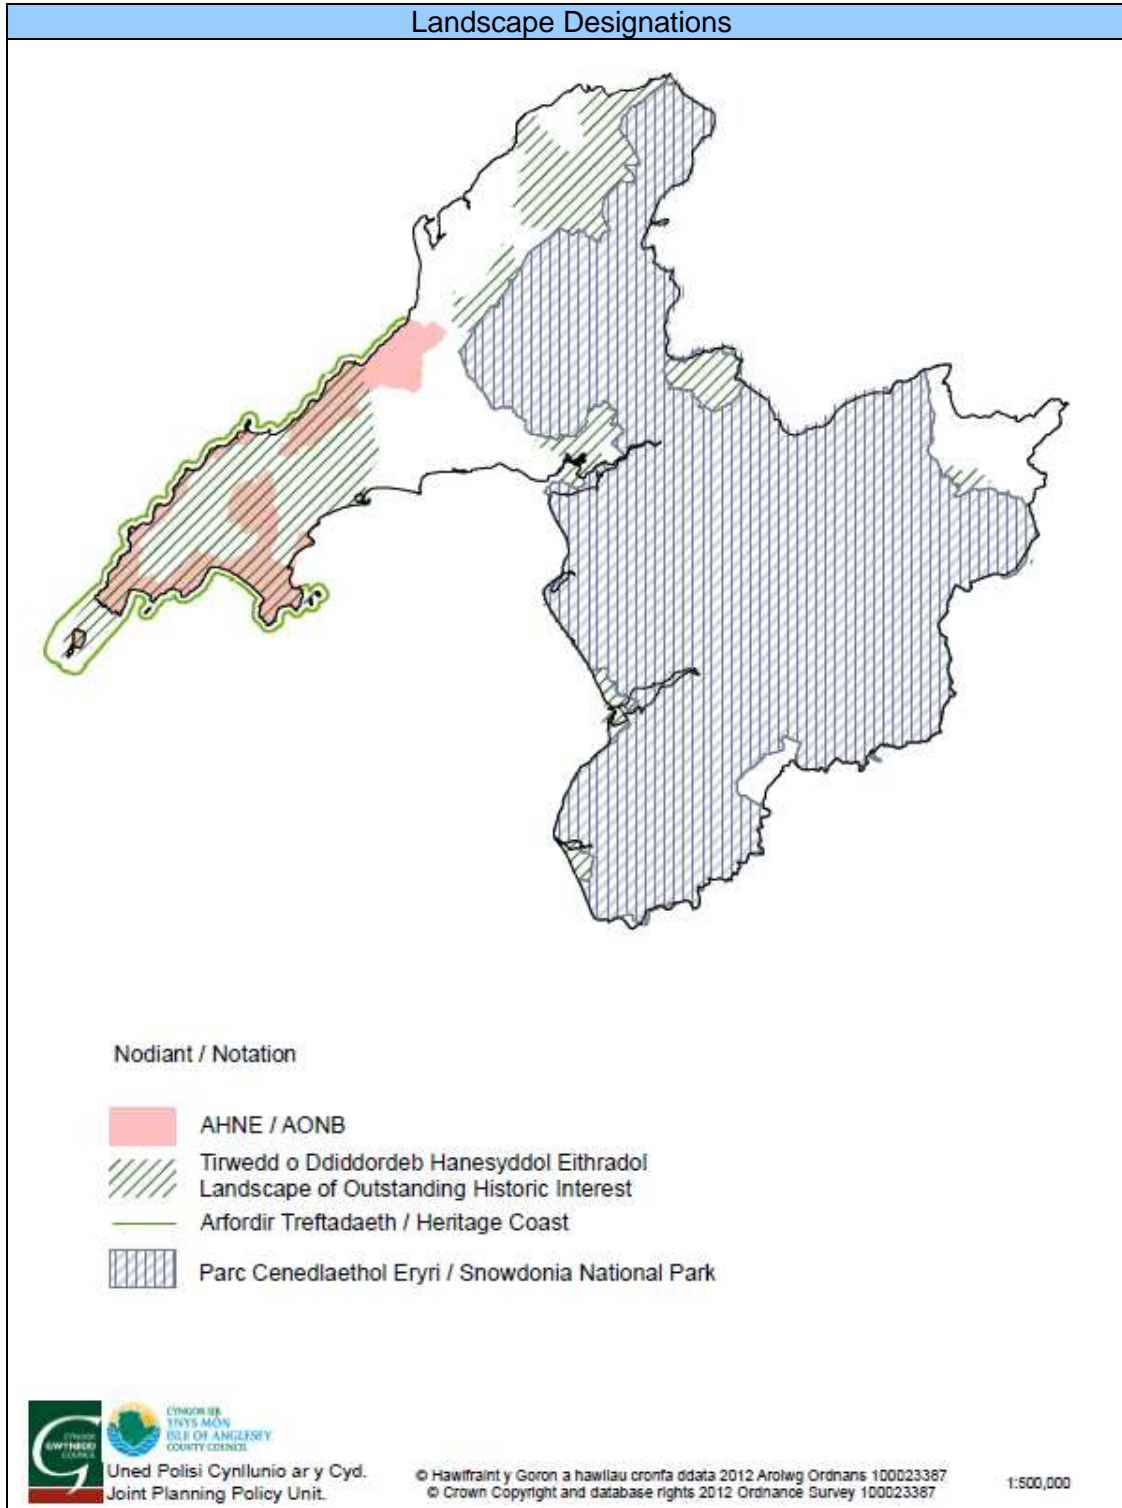 Landscape Designations
Nodiant / Notation
AHNE / AONB
Tirwedd o Ddiddordeb Hanesyddol Eithradol
Landscape of Outstanding Historic Interest
Arfordir Treftadaeth / Heritage Coast
Parc Cenedlaethol Eryri / Snowdonia National Park
CYNGOR
GWYNEDD
COUNCIL
CYNGOR SIR
YNYS MÔN
ISLE OF ANGLESEY
COUNTY COUNCIL
Uned Polisi Cynllunio ar y Cyd.
Joint Planning Policy Unit.
© Hawlfraint y Goron a hawliau cronfa ddata 2012 Arolwg Ordnans 100023387
© Crown Copyright and database rights 2012 Ordnance Survey 100023387
1:500,000